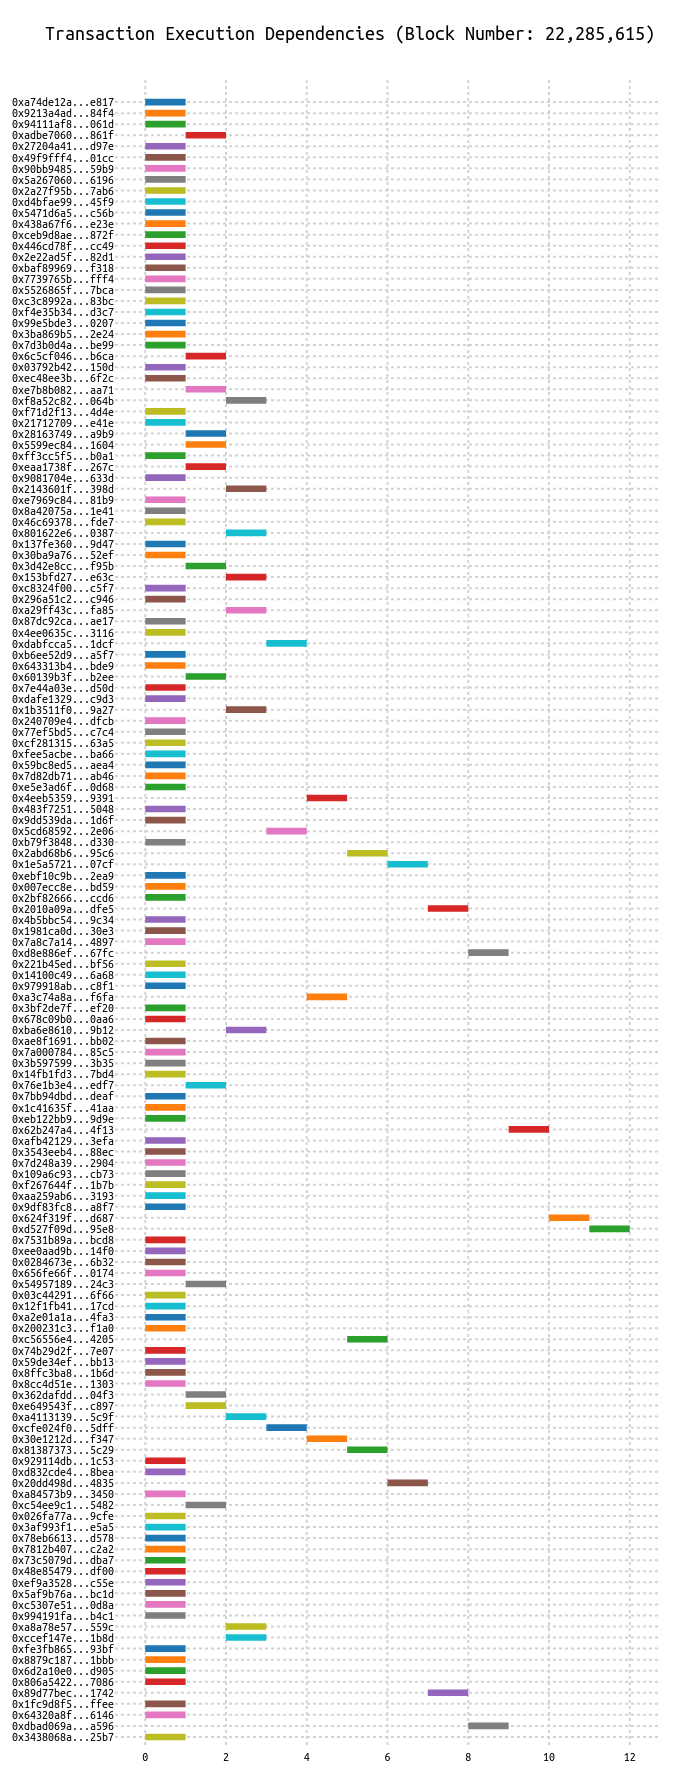 Transaction Execution Dependencies (Block Number: 22,285,615)
0xa74de12a...e817
0x9213a4ad...84f4
0x94111af8...061d
0xadbe7060...861f
0x27204a41...d97e
0x49f9fff4...01cc
0x90bb9485...59b9
0x5a267060...6196
0x2a27f95b...7ab6
0xd4bfae99...45f9
0x5471d6a5...c56b
0x438a67f6...e23e
0xceb9d8ae...872f
0x446cd78f...cc49
0x2e22ad5f...82d1
0xbaf89969...f318
0x7739765b...fff4
0x5526865f...7bca
0xc3c8992a...83bc
0xf4e35b34...d3c7
0x99e5bde3...0207
0x3ba869b5...2e24
0x7d3b0d4a...be99
0x6c5cf046...b6ca
0x03792b42...150d
0xec48ee3b...6f2c
0xe7b8b082...aa71
0xf8a52c82...064b
0xf71d2f13...4d4e
0x21712709...e41e
0x28163749...a9b9
0x5599ec84...1604
0xff3cc5f5...b0a1
0xeaa1738f...267c
0x9081704e...633d
0x2143601f...398d
0xe7969c84...81b9
0x8a42075a...1e41
0x46c69378...fde7
0x801622e6...0387
0x137fe360...9d47
0x30ba9a76...52ef
0x3d42e8cc...f95b
0x153bfd27...e63c
0xc8324f00...c5f7
0x296a51c2...c946
0xa29ff43c...fa85
0x87dc92ca...ae17
0x4ee0635c...3116
0xdabfcca5...1dcf
0xb6ee52d9...a5f7
0x643313b4...bde9
0x60139b3f...b2ee
0x7e44a03e...d50d
0xdafe1329...c9d3
0x1b3511f0...9a27
0x240709e4...dfcb
0x77ef5bd5...c7c4
0xcf281315...63a5
0xfee5acbe...ba66
0x59bc8ed5...aea4
0x7d82db71...ab46
0xe5e3ad6f...0d68
0x4eeb5359...9391
0x483f7251...5048
0x9dd539da...1d6f
0x5cd68592...2e06
0xb79f3848...d330
0x2abd68b6...95c6
0x1e5a5721...07cf
0xebf10c9b...2ea9
0x007ecc8e...bd59
0x2bf82666...ccd6
0x2010a09a...dfe5
0x4b5bbc54...9c34
0x1981ca0d...30e3
0x7a8c7a14...4897
0xd8e886ef...67fc
0x221b45ed...bf56
0x14100c49...6a68
0x979918ab...c8f1
0xa3c74a8a...f6fa
0x3bf2de7f...ef20
0x678c09b0...0aa6
0xba6e8610...9b12
0xae8f1691...bb02
0x7a000784...85c5
0x3b597599...3b35
0x14fb1fd3...7bd4
0x76e1b3e4...edf7
0x7bb94dbd...deaf
0x1c41635f...41aa
0xeb122bb9...9d9e
0x62b247a4...4f13
0xafb42129...3efa
0x3543eeb4...88ec
0x7d248a39...2904
0x109a6c93...cb73
0xf267644f...1b7b
0xaa259ab6...3193
0x9df83fc8...a8f7
0x624f319f...d687
0xd527f09d...95e8
0x7531b89a...bcd8
0xee0aad9b...14f0
0x0284673e...6b32
0x656fe66f...0174
0x54957189...24c3
0x03c44291...6f66
0x12f1fb41...17cd
0xa2e01a1a...4fa3
0x200231c3...f1a0
0xc56556e4...4205
0x74b29d2f...7e07
0x59de34ef...bb13
0x8ffc3ba8...1b6d
0x8cc4d51e...1303
0x362dafdd...04f3
0xe649543f...c897
0xa4113139...5c9f
0xcfe024f0...5dff
0x30e1212d...f347
0x81387373...5c29
0x929114db...1c53
0xd832cde4...8bea
0x20dd498d...4835
0xa84573b9...3450
0xc54ee9c1...5482
0x026fa77a...9cfe
0x3af993f1...e5a5
0x78eb6613...d578
0x7812b407...c2a2
0x73c5079d...dba7
0x48e85479...df00
0xef9a3528...c55e
0x5af9b76a...bc1d
0xc5307e51...0d8a
0x994191fa...b4c1
0xa8a78e57...559c
0xccef147e...1b8d
0xfe3fb865...93bf
0x8879c187...1bbb
0x6d2a10e0...d905
0x806a5422...7086
0x89d77bec...1742
0x1fc9d8f5...ffee
0x64320a8f...6146
0xdbad069a...a596
0x3438068a...25b7
0 2 4 6 8 10 12